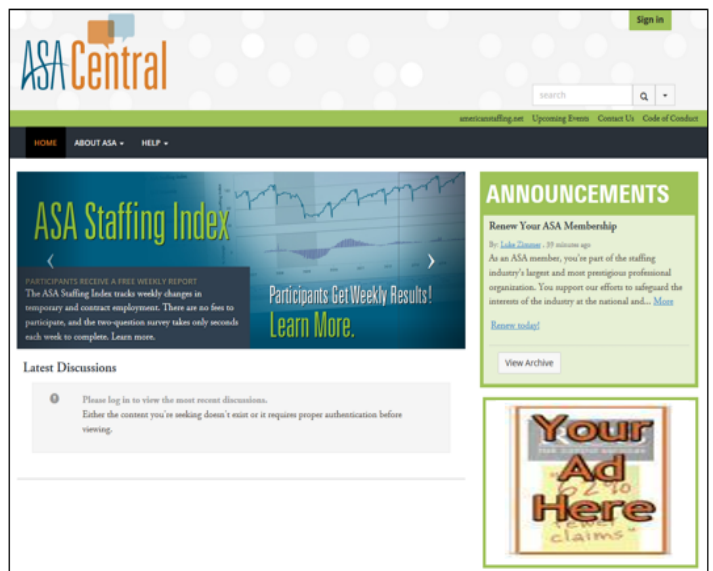 Sign in
ASA Central
search
americanstaffing.net Upcoming Events Contact Us Code of Conduct
HOME ABOUT ASA HELP
ASA Staffing Index
PARTICIPANTS RECEIVE A FREE WEEKLY REPORT
The ASA Staffing Index tracks weekly changes in
temporary and contract employment. There are no fees to
participate, and the two-question survey takes only seconds
each week to complete. Learn more.
Participants Get Weekly Results!
Learn More.
Latest Discussions
Please log in to view the most recent discussions.
Either the content you're seeking doesn't exist or it requires proper authentication before
viewing.
ANNOUNCEMENTS
Renew Your ASA Membership
By: Luke Zimmer , 39 minutes ago
As an ASA member, you're part of the staffing
industry's largest and most prestigious professional
organization. You support our efforts to safeguard the
interests of the industry at the national and... More
Renew today!
View Archive
Your
Ad
62%
Here
fewer
claims"